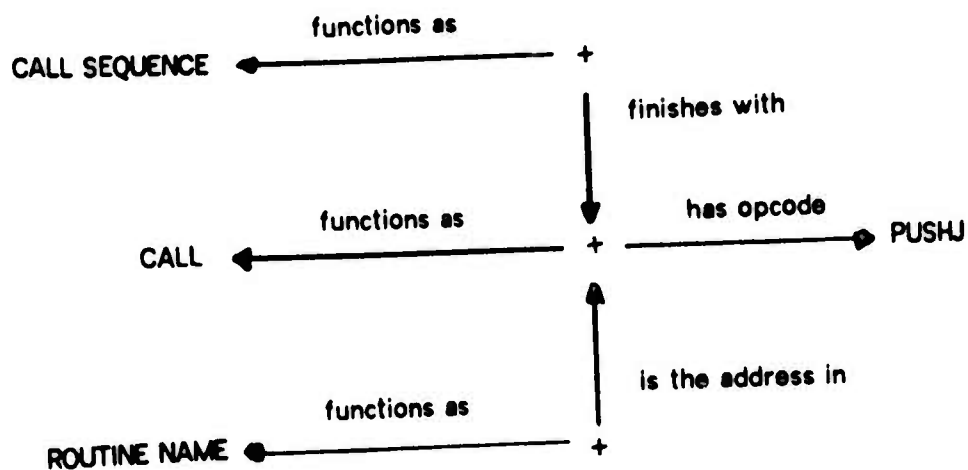 functions as
CALL SEQUENCE
+
finishes with
functions as
has opcode
CALL
+
PUSHJ
is the address in
functions as
ROUTINE NAME
+